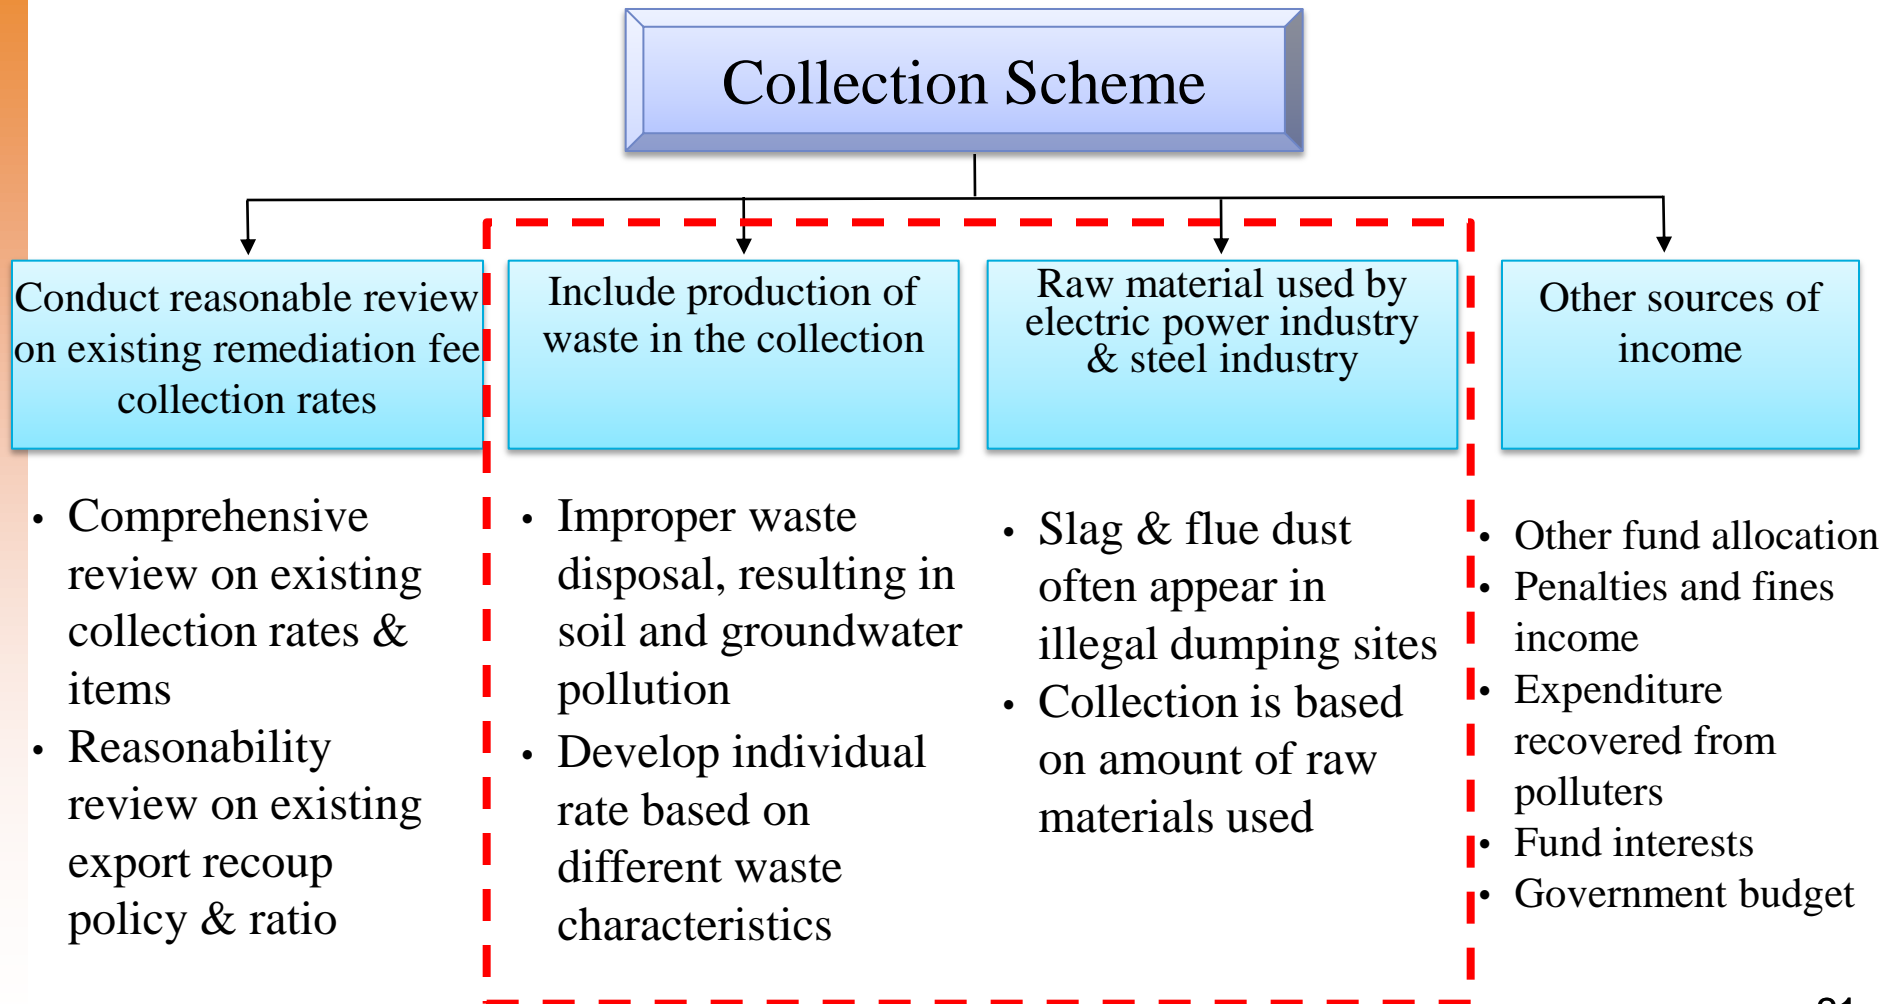 Collection Scheme
Conduct reasonable review
on existing remediation fee
collection rates
Include production of
waste in the collection
Raw material used by
electric power industry
& steel industry
Other sources of
income
• Comprehensive
review on existing
collection rates &
items
• Reasonability
review on existing
export recoup
policy & ratio
• Improper waste
disposal, resulting in
soil and groundwater
pollution
• Develop individual
rate based on
different waste
characteristics
• Slag & flue dust
often appear in
illegal dumping sites
• Collection is based
on amount of raw
materials used
• Other fund allocation
• Penalties and fines
income
• Expenditure
recovered from
polluters
• Fund interests
• Government budget